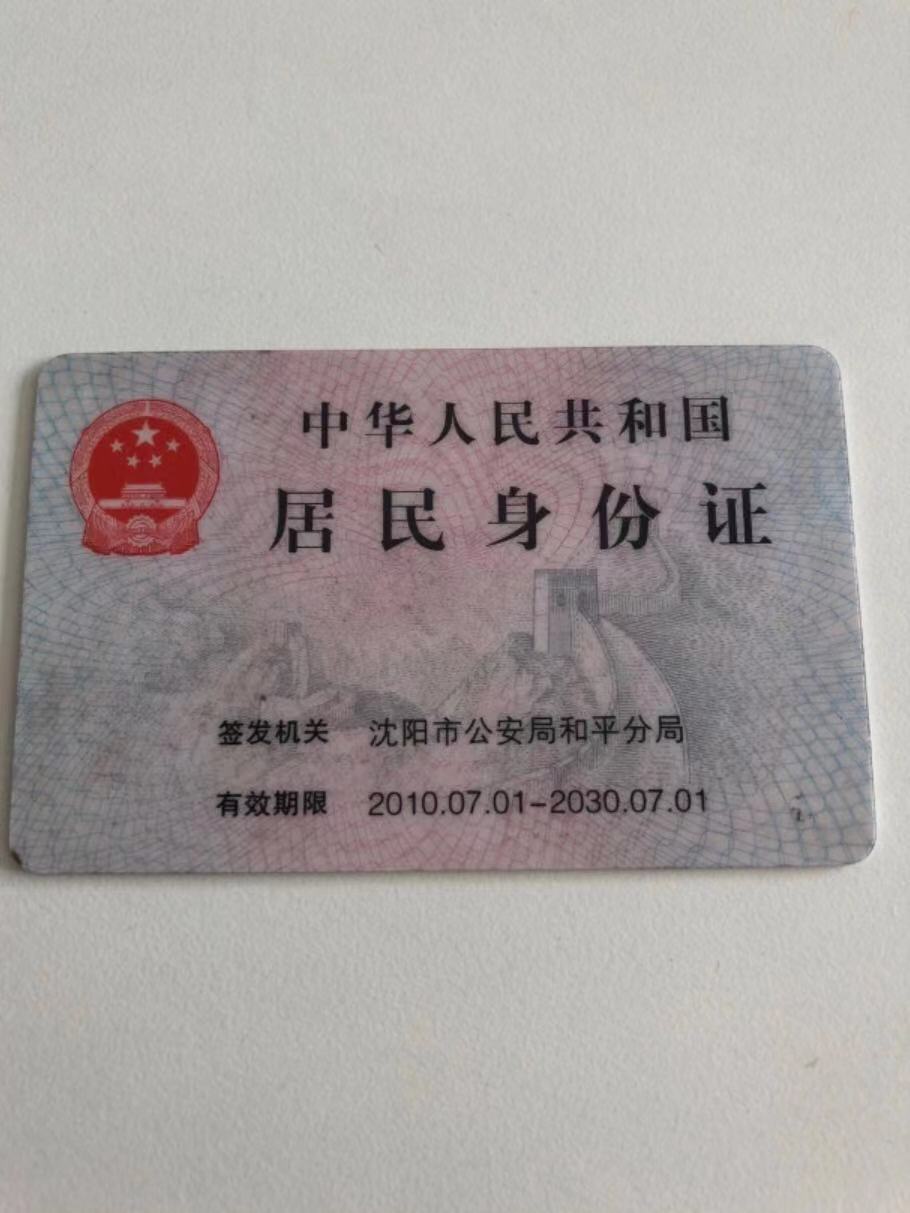 中华人民共和国
居民身份证
签发机关 沈阳市公安局和平分局
有效期限 2010.07.01-2030.07.01